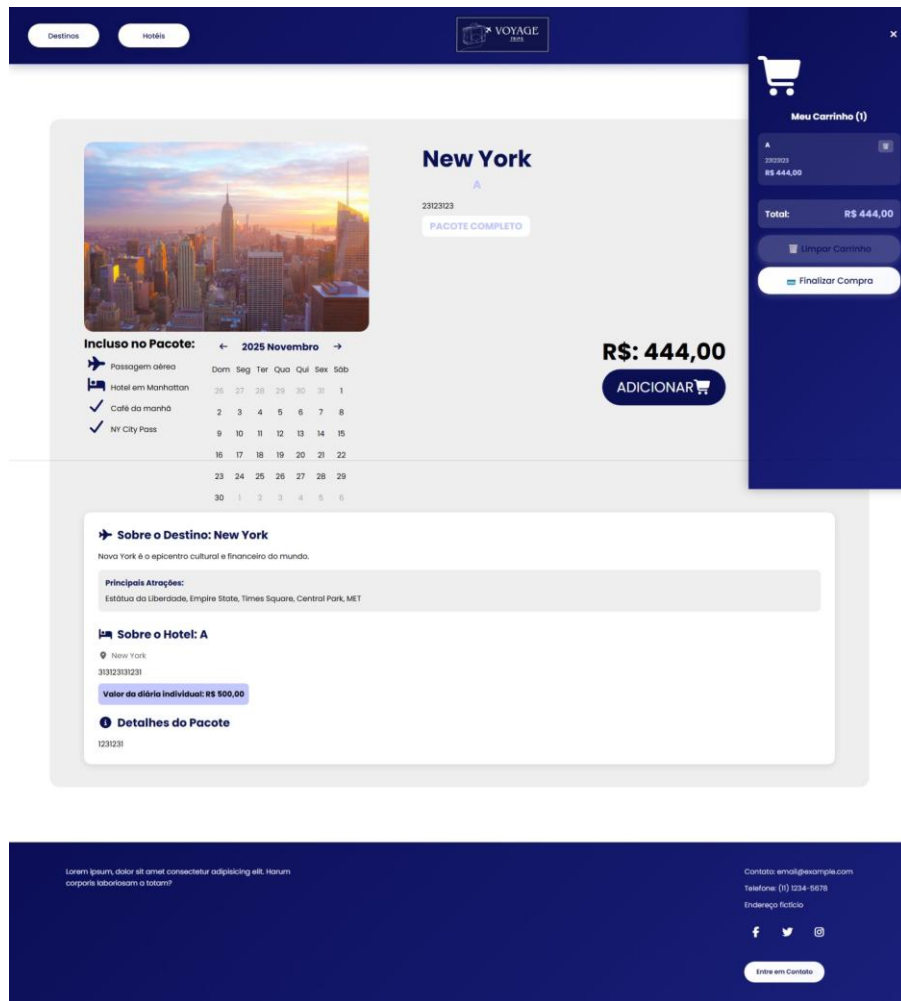 Destinos
Hotéis
VOYAGE
TRIPS
×
Meu Carrinho (1)
A
23123123
R$ 444,00
Total: R$ 444,00
Limpar Carrinho
Finalizar Compra
New York
A
23123123
PACOTE COMPLETO
Incluso no Pacote:
Passagem aérea
Hotel em Manhattan
Café da manhã
NY City Pass
← 2025 Novembro →
Dom Seg Ter Qua Qui Sex Sáb
26 27 28 29 30 31 1
2 3 4 5 6 7 8
9 10 11 12 13 14 15
16 17 18 19 20 21 22
23 24 25 26 27 28 29
30 1 2 3 4 5 6
R$: 444,00
ADICIONAR
Sobre o Destino: New York
Nova York é o epicentro cultural e financeiro do mundo.
Principais Atrações:
Estátua da Liberdade, Empire State, Times Square, Central Park, MET
Sobre o Hotel: A
New York
313123131231
Valor da diária individual: R$ 500,00
Detalhes do Pacote
1231231
Lorem ipsum, dolor sit amet consectetur adipisicing elit. Harum
corporis laboriosam a totam?
Contato: email@example.com
Telefone: (11) 1234-5678
Endereço fictício
Entre em Contato